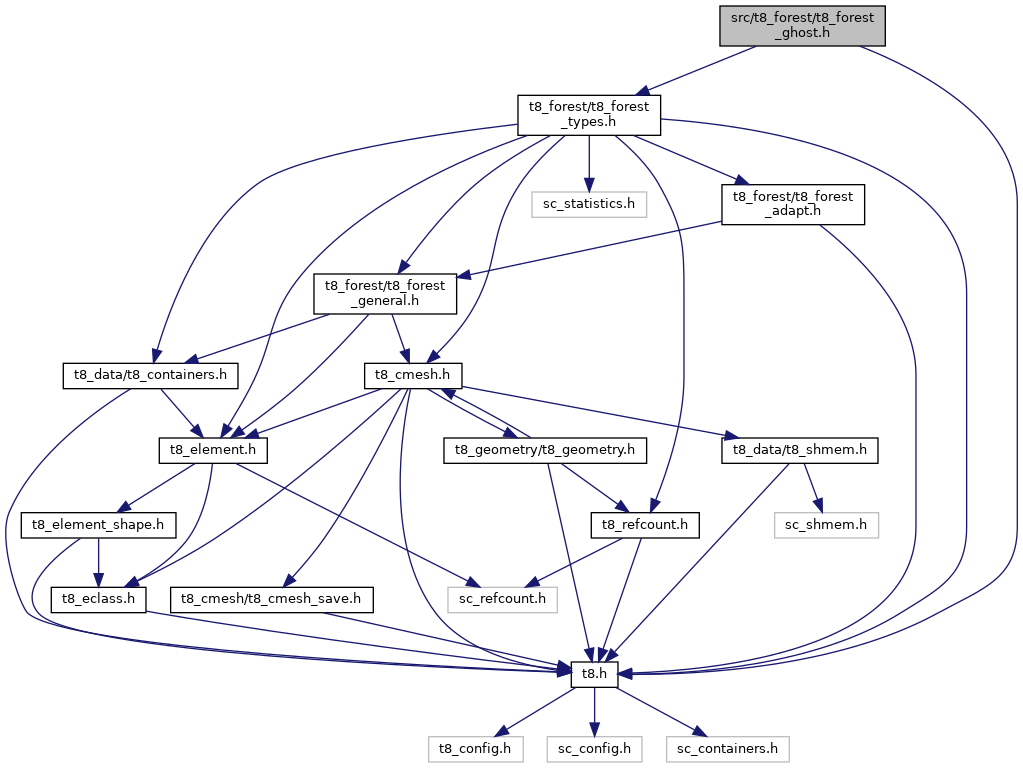 src/t8_forest/t8_forest
_ghost.h
t8_forest/t8_forest
_types.h
sc_statistics.h
t8_forest/t8_forest
_adapt.h
t8_forest/t8_forest
_general.h
t8_data/t8_containers.h
t8_cmesh.h
t8_element.h
t8_geometry/t8_geometry.h
t8_data/t8_shmem.h
t8_element_shape.h
t8_refcount.h
sc_shmem.h
t8_eclass.h
t8_cmesh/t8_cmesh_save.h
sc_refcount.h
t8.h
t8_config.h
sc_config.h
sc_containers.h